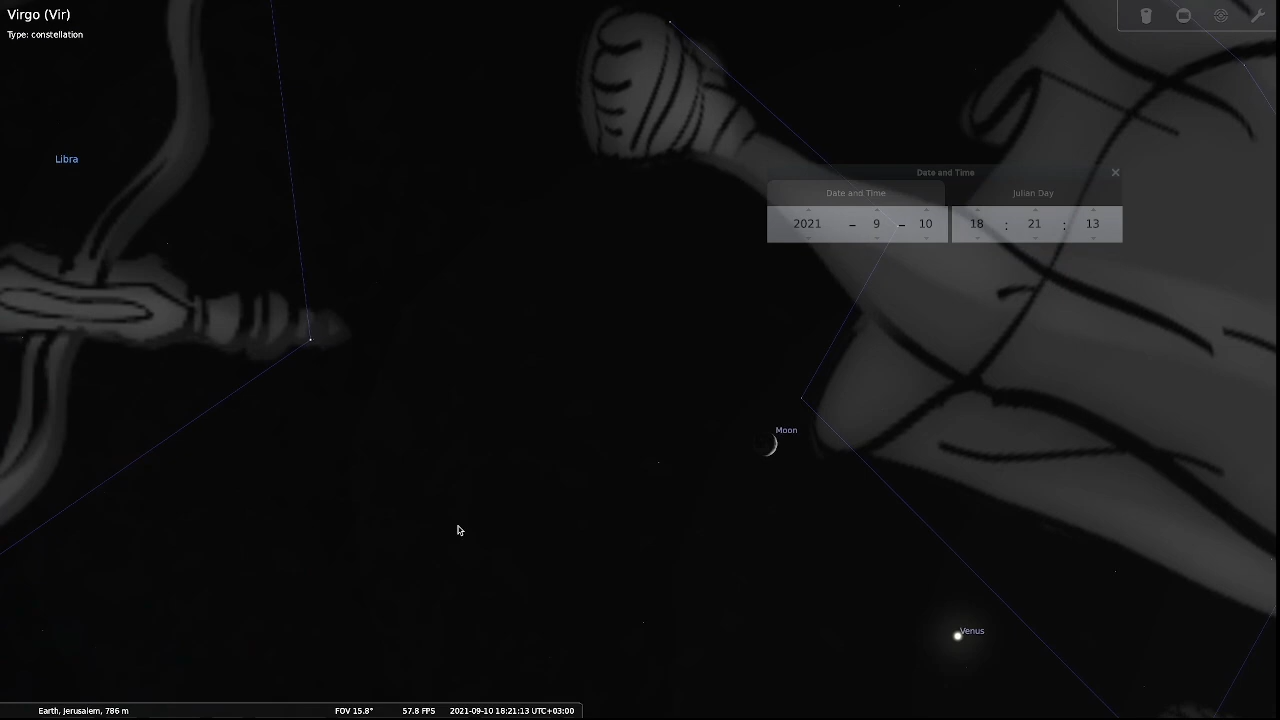 Virgo (Vir)
Type: constellation
Libra
Date and Time
Date and Time
Julian Day
2021 – 9 – 10 18 : 21 : 13
Moon
Venus
Earth, Jerusalem, 786 m FOV 15.8° 57.8 FPS 2021-09-10 18:21:13 UTC+03:00